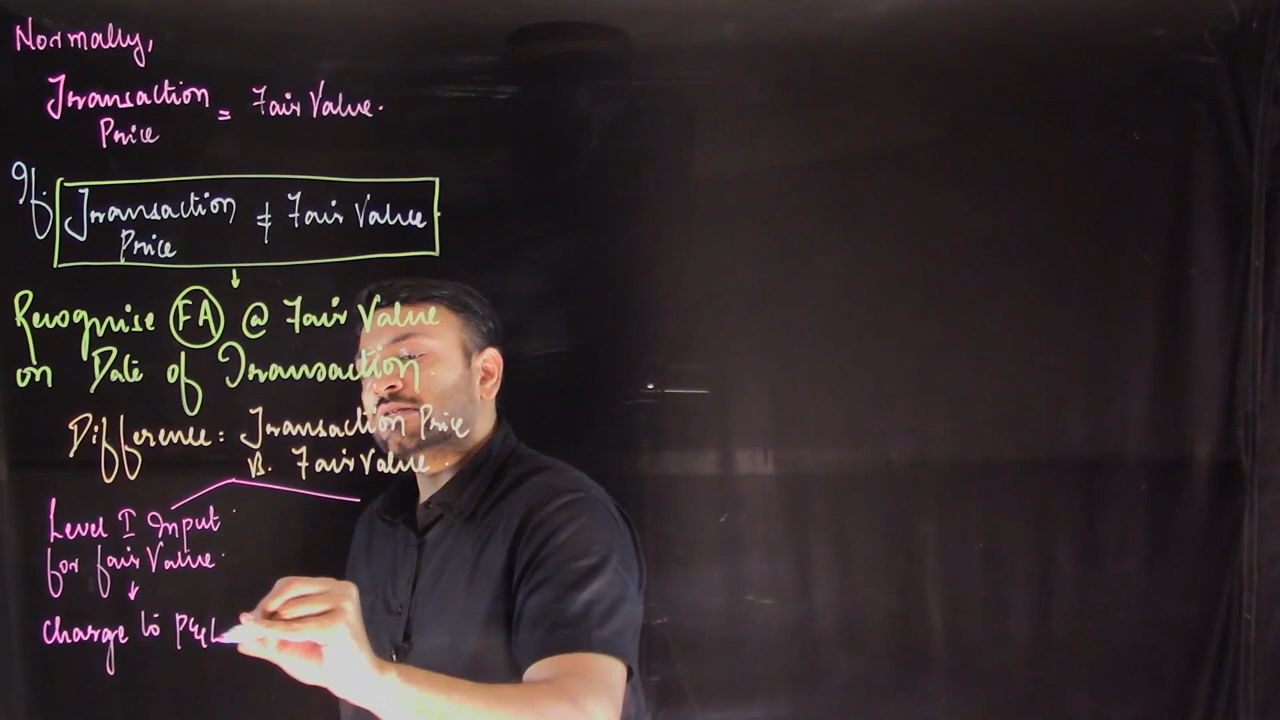 Normally,
Transaction Price = Fair Value.
If Transaction Price ≠ Fair Value
Recognise FA @ Fair Value
on Date of Transaction
Difference: Transaction Price
vs. Fair Value.
Level I Input
for fair Value.
Charge to P&L